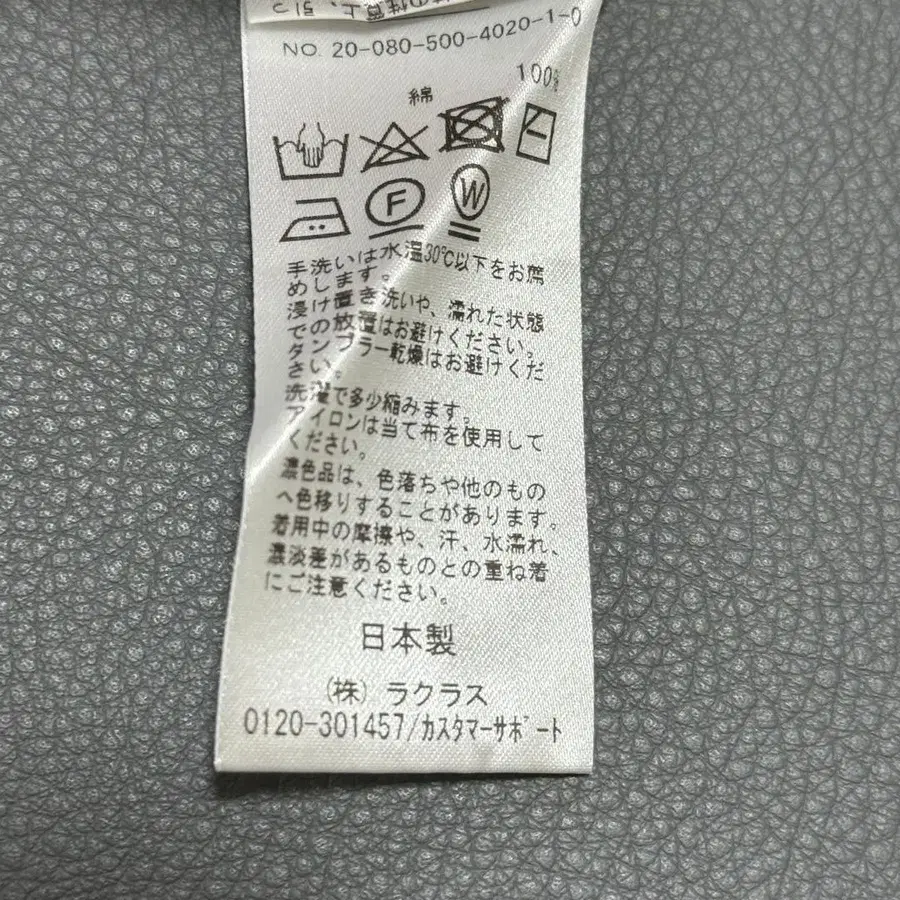 NO. 20-080-500-4020-1-0
綿 100%
F W
手洗いは水温30℃以下をお薦
めします。
浸け置き洗いや、濡れた状態
での放置はお避けください。
タンブラー乾燥はお避けくだ
さい。
洗濯で多少縮みます。
アイロンは当て布を使用して
ください。
濃色品は、色落ちや他のもの
へ色移りすることがあります。
着用中の摩擦や、汗、水濡れ、
濃淡差があるものとの重ね着
にご注意ください。
日本製
(株) ラクラス
0120-301457/カスタマーサポート